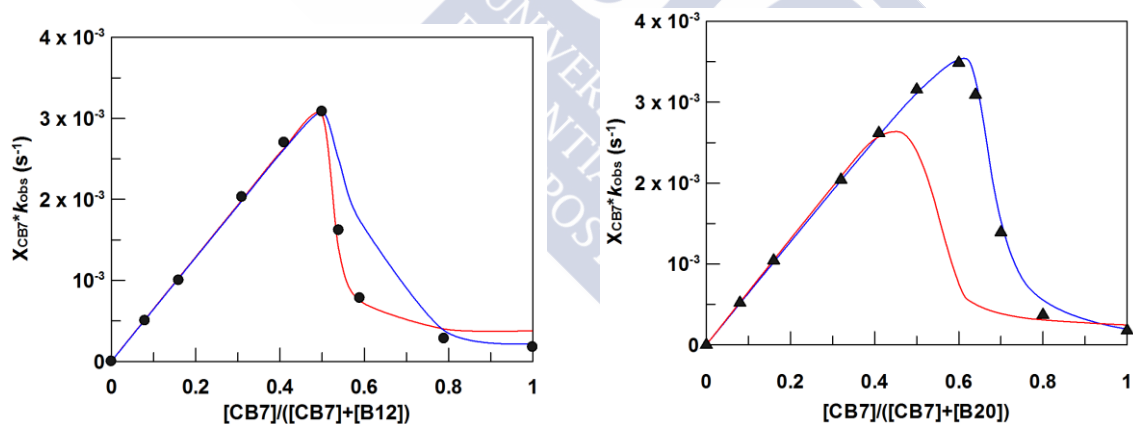 4 x 10-3
3 x 10-3
2 x 10-3
1 x 10-3
0
XCB7*kobs (s-1)
0 0.2 0.4 0.6 0.8 1
[CB7]/([CB7]+[B12])
4 x 10-3
3 x 10-3
2 x 10-3
1 x 10-3
0
XCB7*kobs (s-1)
0 0.2 0.4 0.6 0.8 1
[CB7]/([CB7]+[B20])